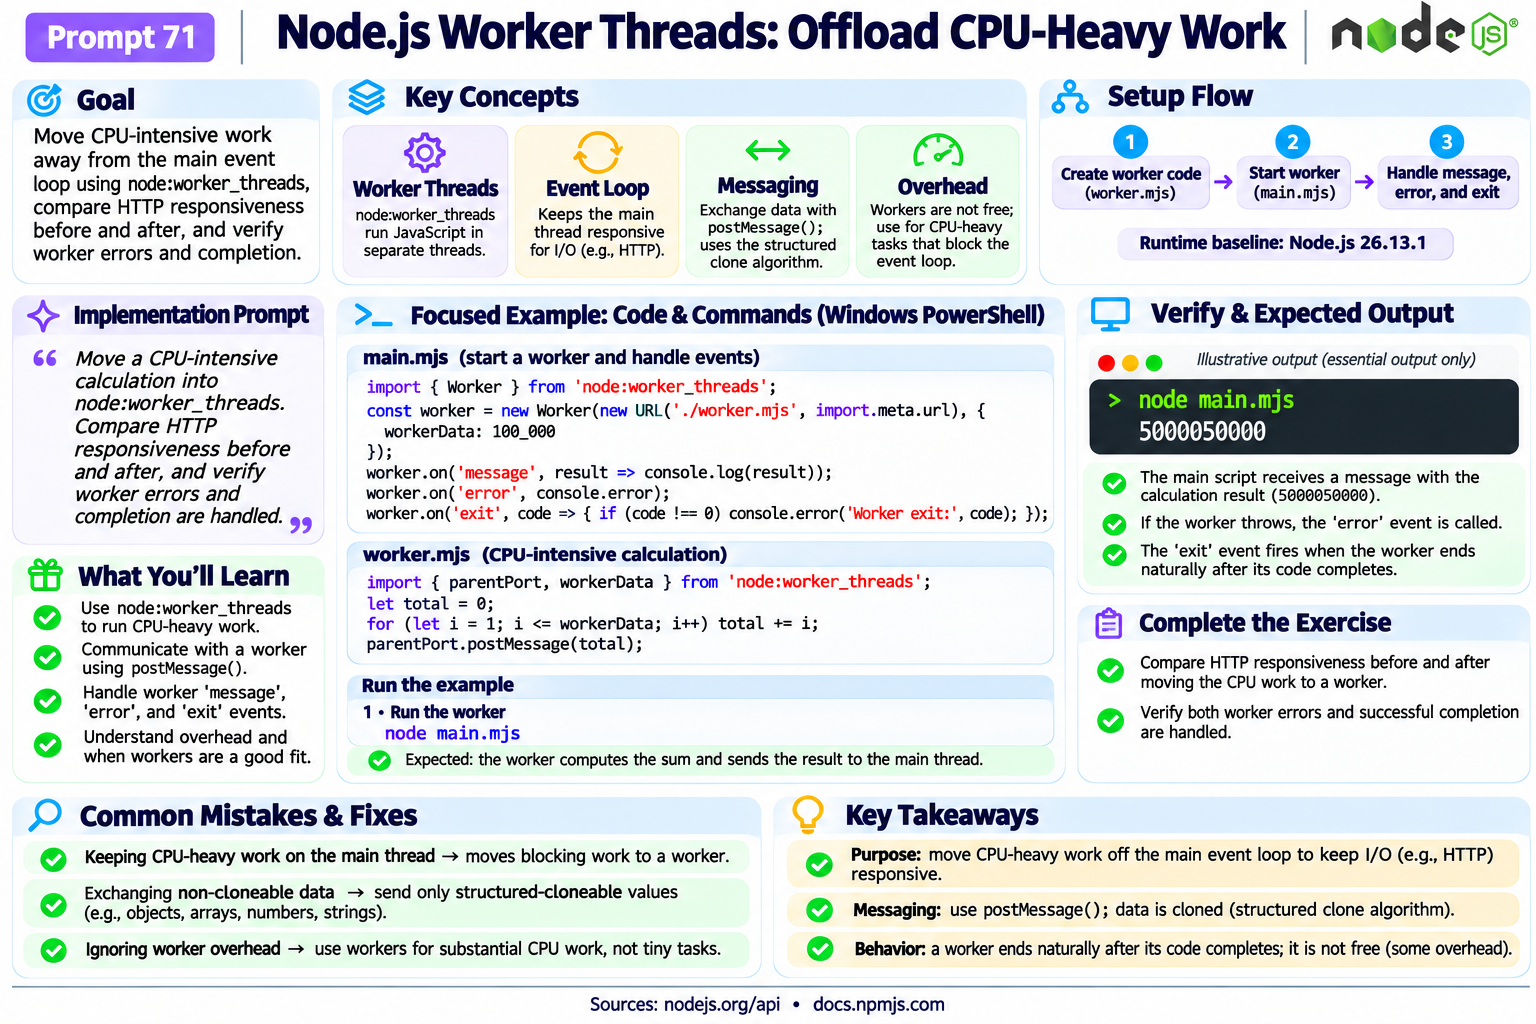 Prompt 71
Node.js Worker Threads: Offload CPU-Heavy Work
node
JS
®
Goal
Move CPU-intensive work
away from the main event
loop using node:worker_threads,
compare HTTP responsiveness
before and after, and verify
worker errors and completion.
Key Concepts
Worker Threads
node:worker_threads
run JavaScript in
separate threads.
Event Loop
Keeps the main
thread responsive
for I/O (e.g., HTTP).
Messaging
Exchange data with
postMessage();
uses the structured
clone algorithm.
Overhead
Workers are not free;
use for CPU-heavy
tasks that block the
event loop.
Setup Flow
1
Create worker code
(worker.mjs)
2
Start worker
(main.mjs)
3
Handle message,
error, and exit
Runtime baseline: Node.js 26.13.1
Implementation Prompt
“ Move a CPU-intensive
calculation into
node:worker_threads.
Compare HTTP
responsiveness before
and after, and verify
worker errors and
completion are handled. ”
What You’ll Learn
Use node:worker_threads
to run CPU-heavy work.
Communicate with a worker
using postMessage().
Handle worker 'message',
'error', and 'exit' events.
Understand overhead and
when workers are a good fit.
Focused Example: Code & Commands (Windows PowerShell)
main.mjs (start a worker and handle events)
import { Worker } from 'node:worker_threads';
const worker = new Worker(new URL('./worker.mjs', import.meta.url), {
workerData: 100_000
});
worker.on('message', result => console.log(result));
worker.on('error', console.error);
worker.on('exit', code => { if (code !== 0) console.error('Worker exit:', code); });
worker.mjs (CPU-intensive calculation)
import { parentPort, workerData } from 'node:worker_threads';
let total = 0;
for (let i = 1; i <= workerData; i++) total += i;
parentPort.postMessage(total);
Run the example
1 • Run the worker
node main.mjs
Expected: the worker computes the sum and sends the result to the main thread.
Verify & Expected Output
Illustrative output (essential output only)
> node main.mjs
5000050000
The main script receives a message with the
calculation result (5000050000).
If the worker throws, the 'error' event is called.
The 'exit' event fires when the worker ends
naturally after its code completes.
Complete the Exercise
Compare HTTP responsiveness before and after
moving the CPU work to a worker.
Verify both worker errors and successful completion
are handled.
Common Mistakes & Fixes
Keeping CPU-heavy work on the main thread → moves blocking work to a worker.
Exchanging non-cloneable data → send only structured-cloneable values
(e.g., objects, arrays, numbers, strings).
Ignoring worker overhead → use workers for substantial CPU work, not tiny tasks.
Key Takeaways
Purpose: move CPU-heavy work off the main event loop to keep I/O (e.g., HTTP)
responsive.
Messaging: use postMessage(); data is cloned (structured clone algorithm).
Behavior: a worker ends naturally after its code completes; it is not free (some overhead).
Sources: nodejs.org/api • docs.npmjs.com